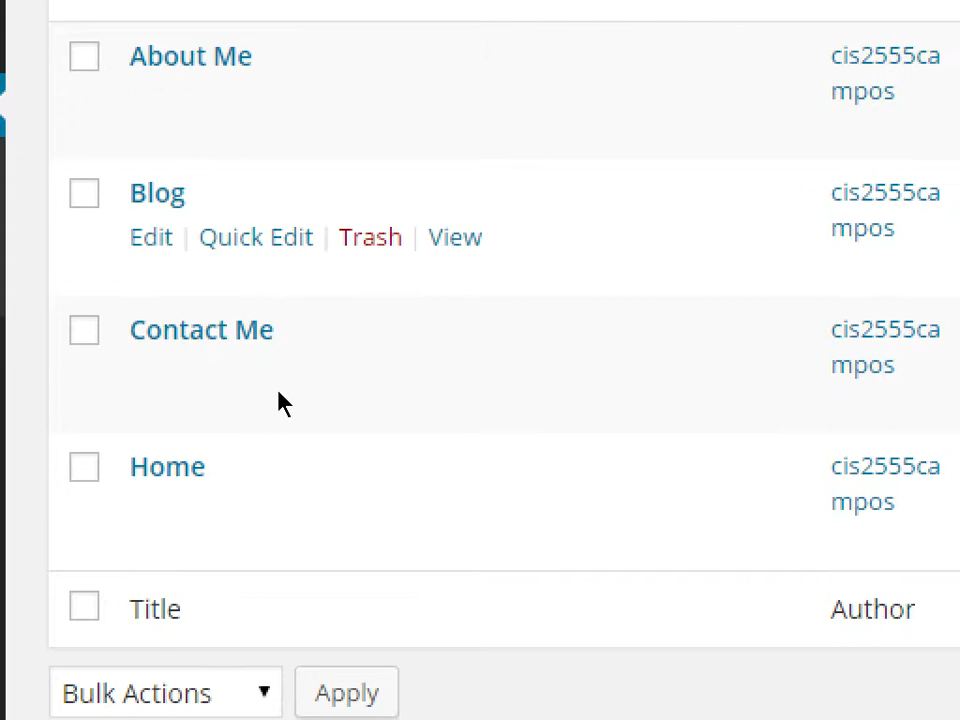 About Me
cis2555ca
mpos
Blog
cis2555ca
mpos
Edit | Quick Edit | Trash | View
Contact Me
cis2555ca
mpos
Home
cis2555ca
mpos
Title
Author
Bulk Actions
Apply